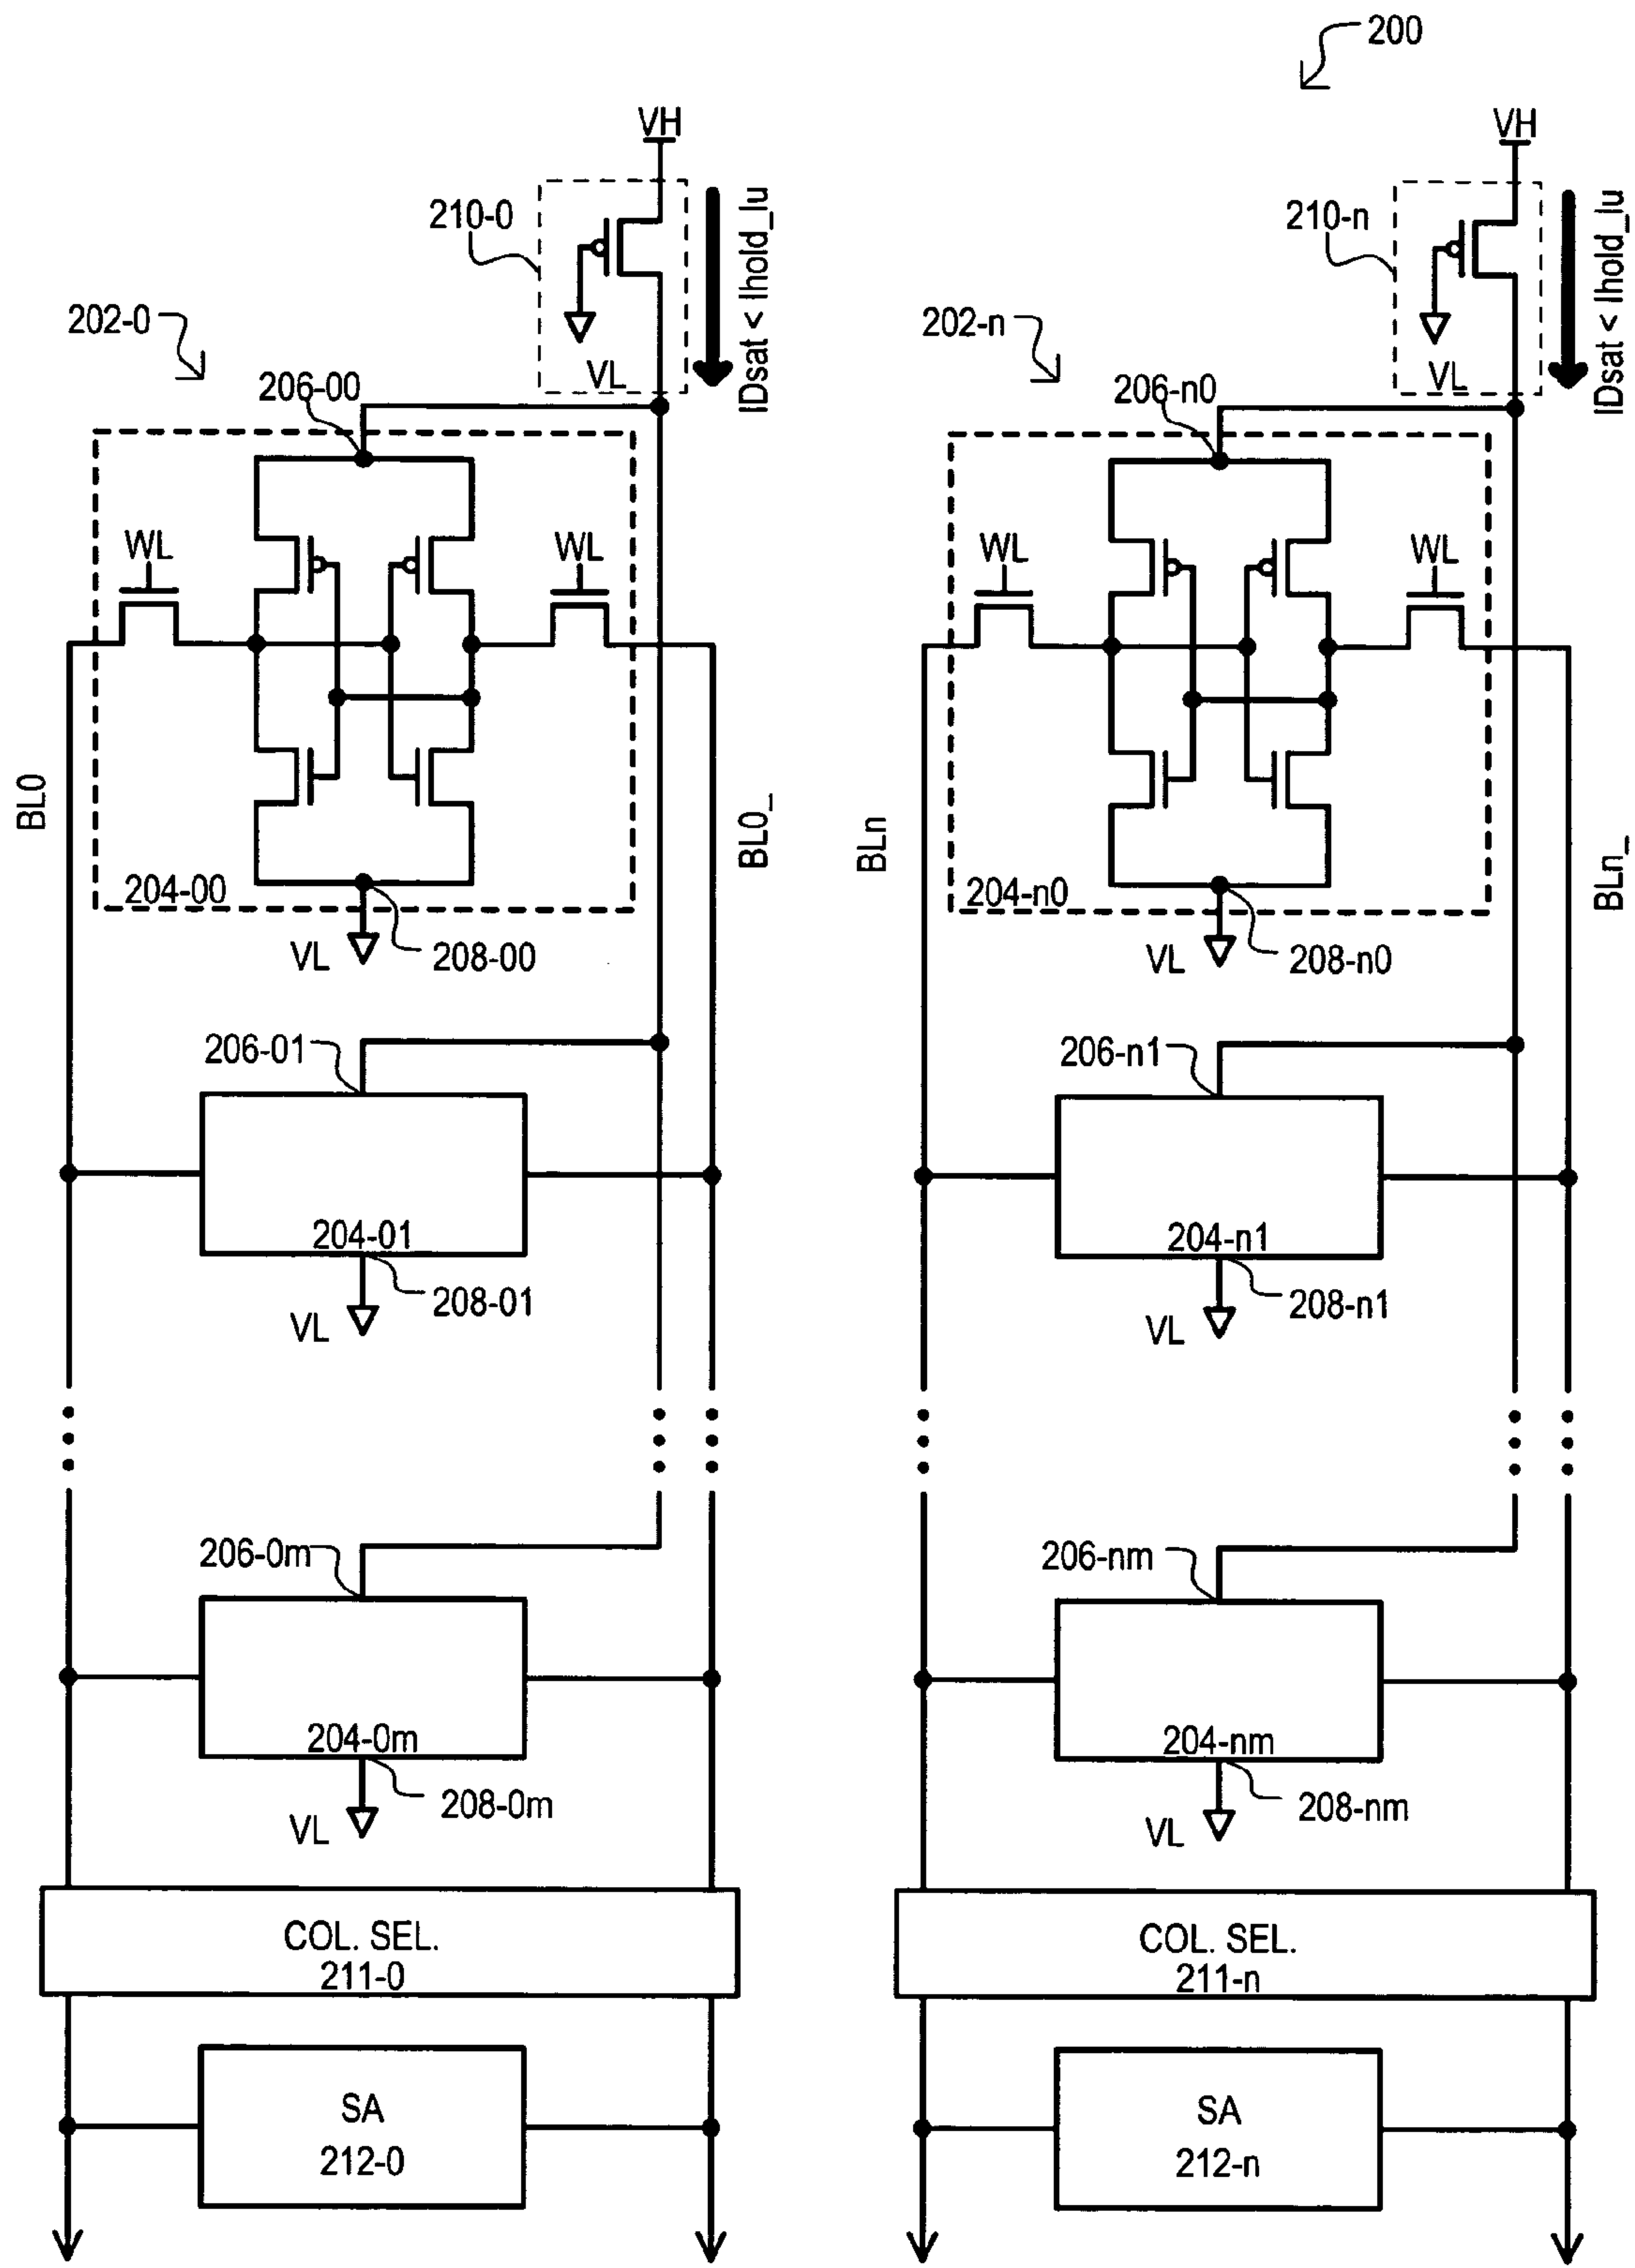 200
VH
210-0
IDsat < Ihold_lu
202-0
VL
206-00
WL
WL
BL0
BL0_
204-00
VL
208-00
206-01
204-01
VL
208-01
206-0m
204-0m
VL
208-0m
COL. SEL.
211-0
SA
212-0
VH
210-n
IDsat < Ihold_lu
202-n
VL
206-n0
WL
WL
BLn
BLn_
204-n0
VL
208-n0
206-n1
204-n1
VL
208-n1
206-nm
204-nm
VL
208-nm
COL. SEL.
211-n
SA
212-n